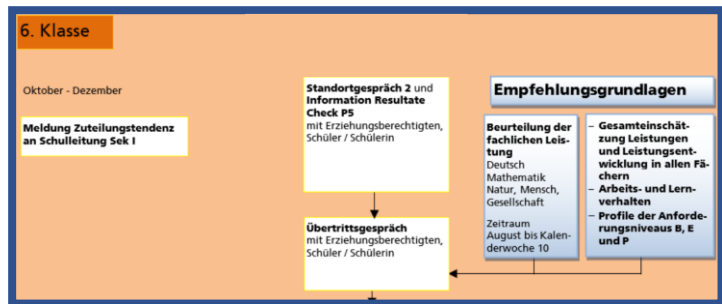 6. Klasse
Oktober - Dezember
Meldung Zuteilungstendenz
an Schulleitung Sek I
Standortgespräch 2 und
Information Resultate
Check P5
mit Erziehungsberechtigten,
Schüler / Schülerin
Übertrittsgespräch
mit Erziehungsberechtigten,
Schüler / Schülerin
Empfehlungsgrundlagen
Beurteilung der
fachlichen Leis-
tung
Deutsch
Mathematik
Natur, Mensch,
Gesellschaft
Zeitraum
August bis Kalen-
derwoche 10
– Gesamteinschät-
zung Leistungen
und Leistungsent-
wicklung in allen Fä-
chern
– Arbeits- und Lern-
verhalten
– Profile der Anforde-
rungsniveaus B, E
und P